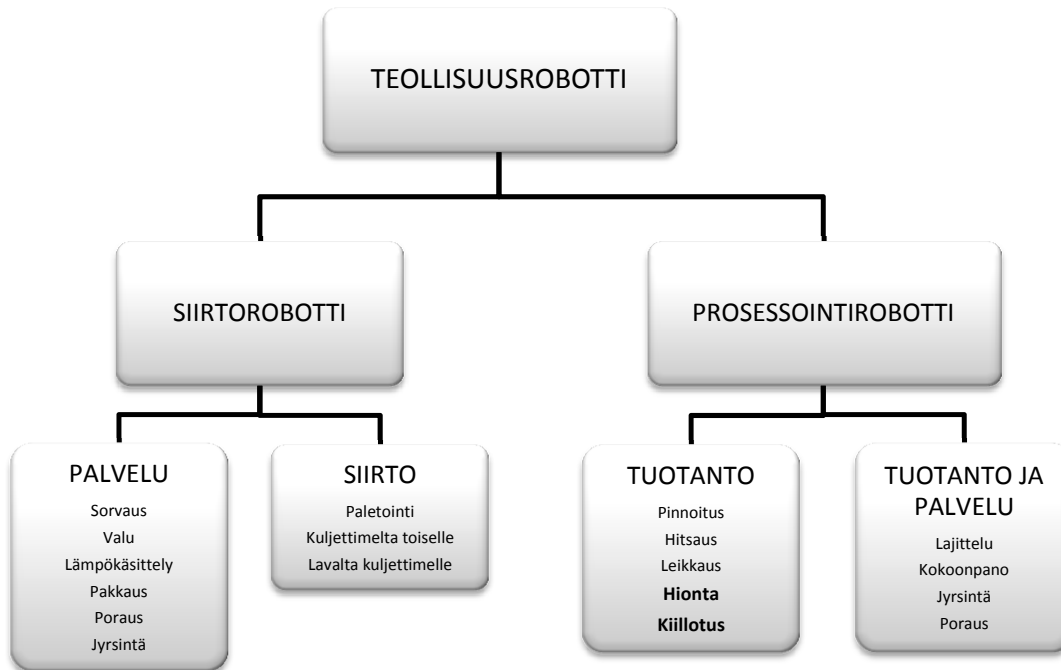 TEOLLISUUSROBOTTI
SIIRTOROBOTTI
PROSESSOINTIROBOTTI
PALVELU
Sorvaus
Valu
Lämpökäsittely
Pakkaus
Poraus
Jyrsintä
SIIRTO
Paletointi
Kuljettimelta toiselle
Lavalta kuljettimelle
TUOTANTO
Pinnoitus
Hitsaus
Leikkaus
Hionta
Kiillotus
TUOTANTO JA
PALVELU
Lajittelu
Kokoonpano
Jyrsintä
Poraus